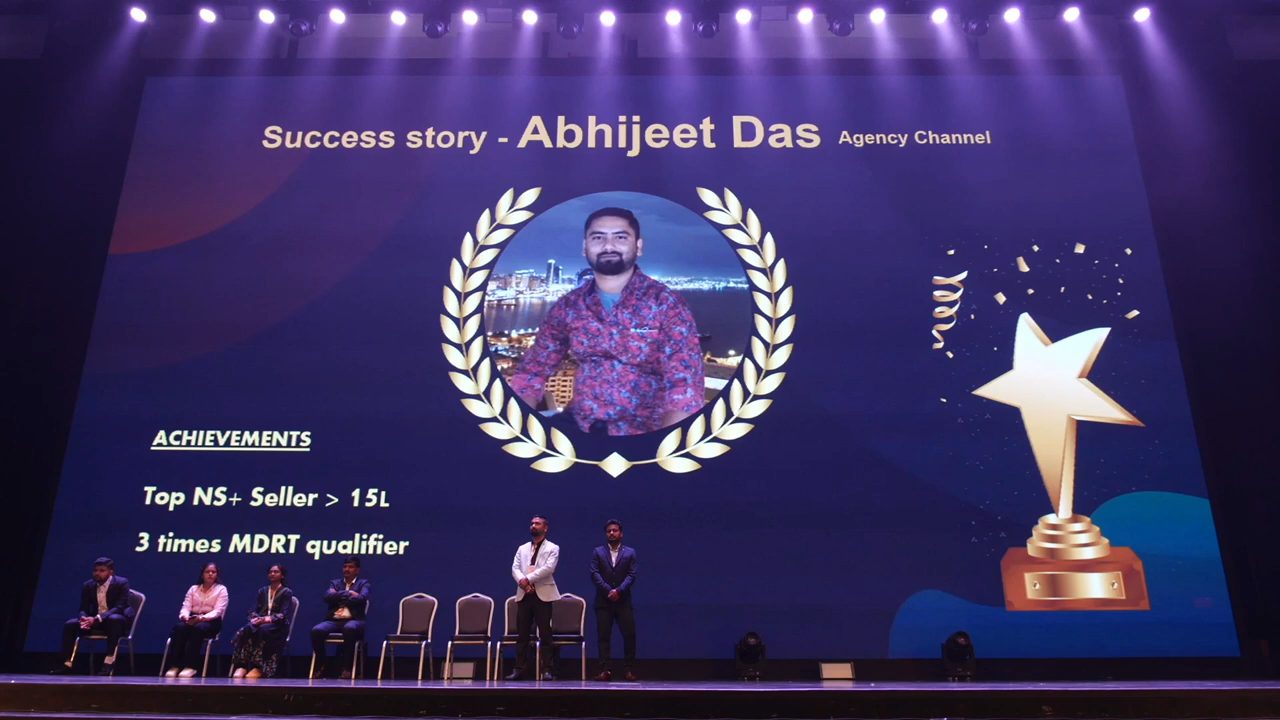 Success story - Abhijeet Das Agency Channel
ACHIEVEMENTS
Top NS+ Seller > 15L
3 times MDRT qualifier